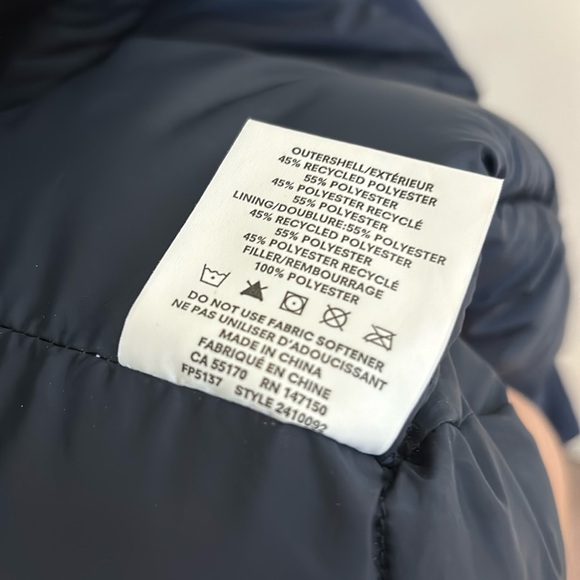 OUTERSHELL/EXTÉRIEUR
45% RECYCLED POLYESTER
55% POLYESTER
45% POLYESTER RECYCLÉ
55% POLYESTER
LINING/DOUBLURE:55% POLYESTER
45% RECYCLED POLYESTER
55% POLYESTER
45% POLYESTER RECYCLÉ
FILLER/REMBOURRAGE
100% POLYESTER
DO NOT USE FABRIC SOFTENER
NE PAS UNILISER D'ADOUCISSANT
MADE IN CHINA
FABRIQUÉ EN CHINE
CA 55170 RN 147150
FP5137 STYLE 2410092